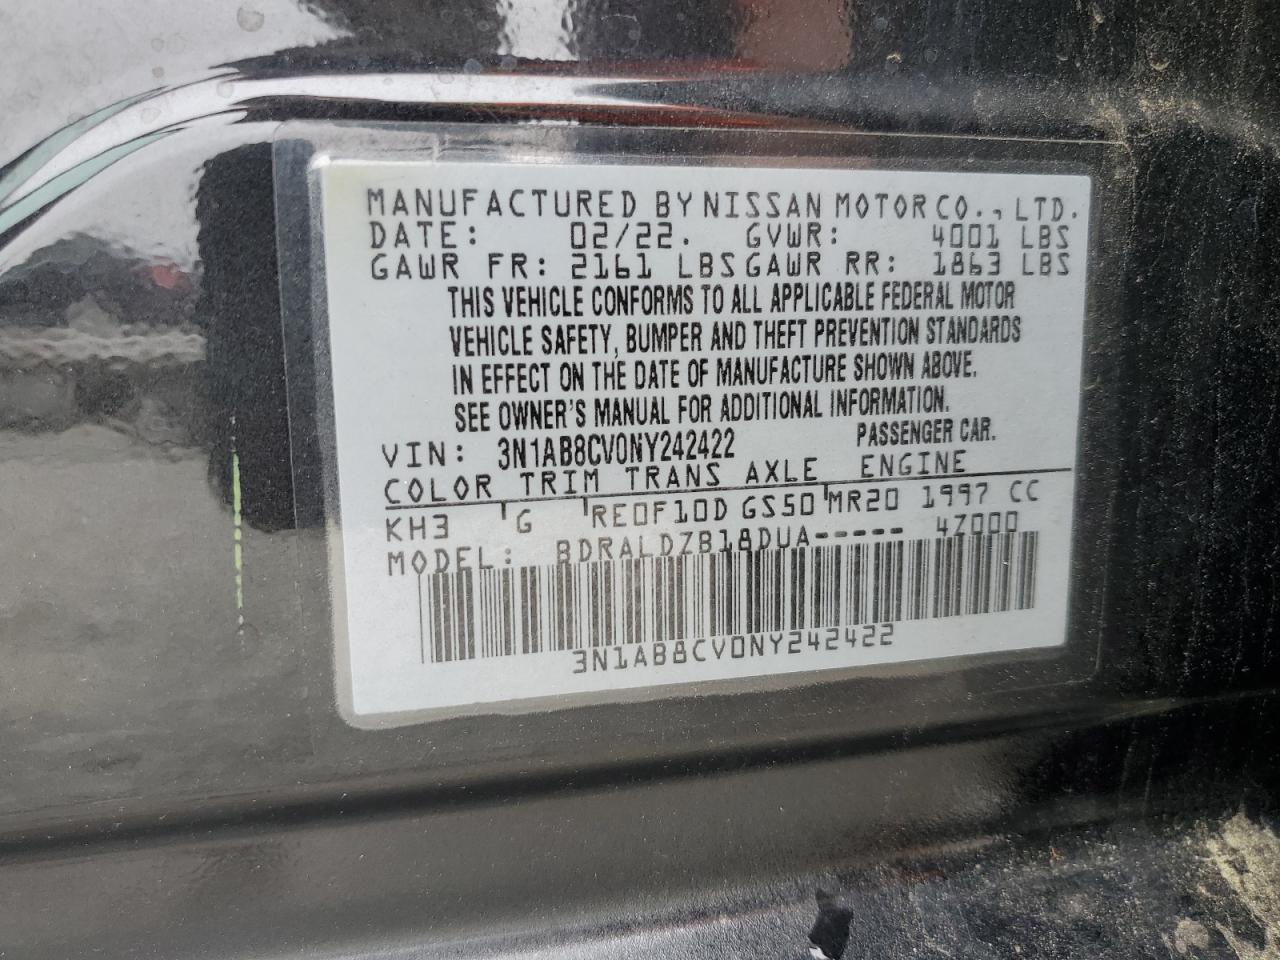 MANUFACTURED BY NISSAN MOTOR CO., LTD.
DATE: 02/22. GVWR: 4001 LBS
GAWR FR: 2161 LBS GAWR RR: 1863 LBS
THIS VEHICLE CONFORMS TO ALL APPLICABLE FEDERAL MOTOR
VEHICLE SAFETY, BUMPER AND THEFT PREVENTION STANDARDS
IN EFFECT ON THE DATE OF MANUFACTURE SHOWN ABOVE.
SEE OWNER'S MANUAL FOR ADDITIONAL INFORMATION.
VIN: 3N1AB8CV0NY242422 PASSENGER CAR.
COLOR TRIM TRANS AXLE ENGINE
KH3 G RE0F10D GS50 MR20 1997 CC
MODEL: BDRALDZB18DUA----- 4Z000
3N1AB8CV0NY242422